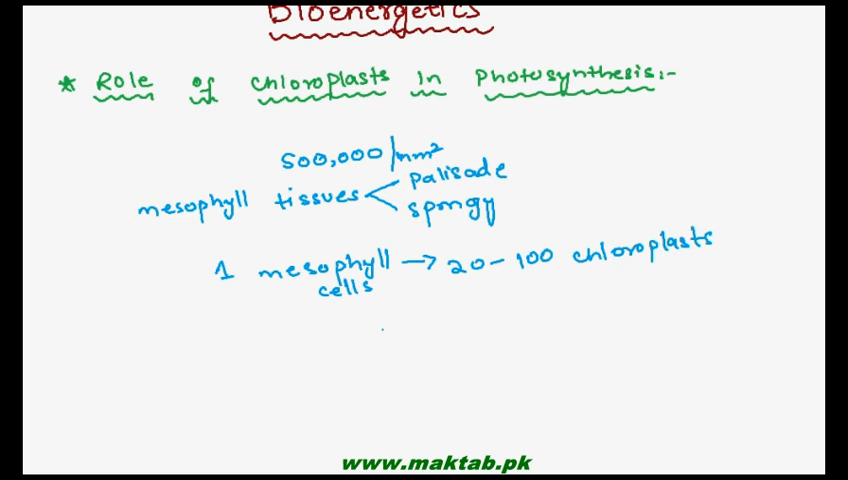 Bioenergetics
* Role of Chloroplasts In Photosynthesis:-
500,000/mm²
mesophyll tissues < palisade
spongy
1 mesophyll → 20-100 chloroplasts
cells
www.maktab.pk